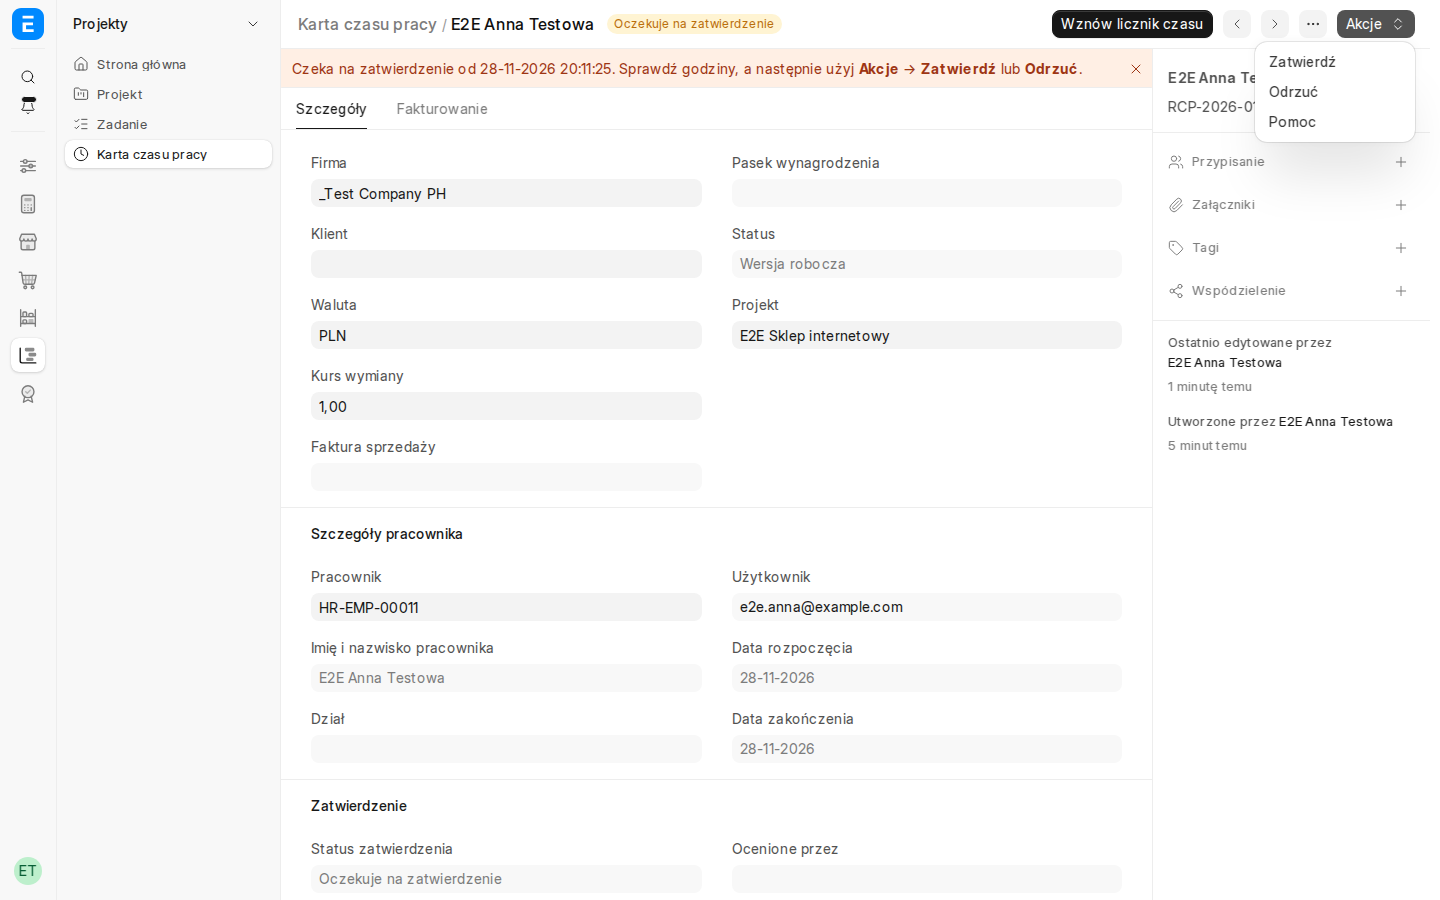 Projekty
Strona główna
Projekt
Zadanie
Karta czasu pracy
ET
Karta czasu pracy / E2E Anna Testowa Oczekuje na zatwierdzenie
Wznów licznik czasu
Akcje
Zatwierdź
Odrzuć
Pomoc
Czeka na zatwierdzenie od 28-11-2026 20:11:25. Sprawdź godziny, a następnie użyj Akcje → Zatwierdź lub Odrzuć.
Szczegóły Fakturowanie
Firma
_Test Company PH
Klient
Waluta
PLN
Kurs wymiany
1,00
Faktura sprzedaży
Pasek wynagrodzenia
Status
Wersja robocza
Projekt
E2E Sklep internetowy
Szczegóły pracownika
Pracownik
HR-EMP-00011
Imię i nazwisko pracownika
E2E Anna Testowa
Dział
Użytkownik
e2e.anna@example.com
Data rozpoczęcia
28-11-2026
Data zakończenia
28-11-2026
Zatwierdzenie
Status zatwierdzenia
Oczekuje na zatwierdzenie
Ocenione przez
E2E Anna
Przypisanie
Załączniki
Tagi
Współdzielenie
Ostatnio edytowane przez
E2E Anna Testowa
1 minutę temu
Utworzone przez E2E Anna Testowa
5 minut temu